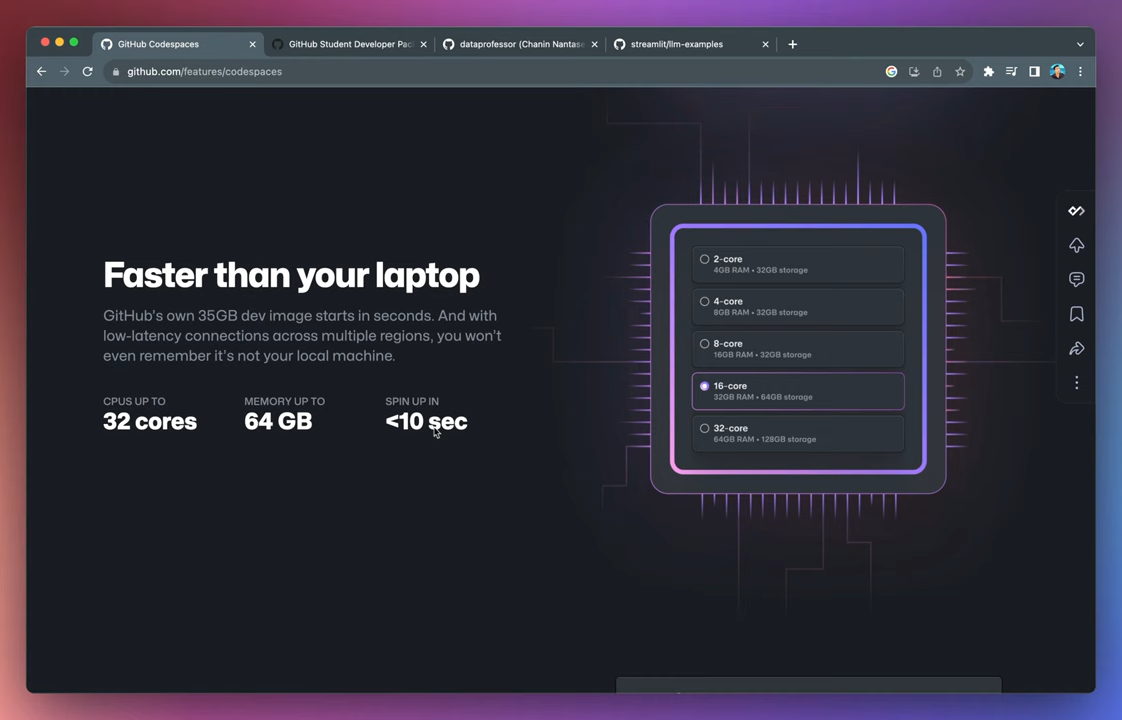 GitHub Codespaces
GitHub Student Developer Pac
dataprofessor (Chanin Nantase
streamlit/llm-examples
github.com/features/codespaces
Faster than your laptop
GitHub's own 35GB dev image starts in seconds. And with
low-latency connections across multiple regions, you won't
even remember it's not your local machine.
CPUS UP TO
32 cores
MEMORY UP TO
64 GB
SPIN UP IN
<10 sec
2-core
4GB RAM • 32GB storage
4-core
8GB RAM • 32GB storage
8-core
16GB RAM • 32GB storage
16-core
32GB RAM • 64GB storage
32-core
64GB RAM • 128GB storage